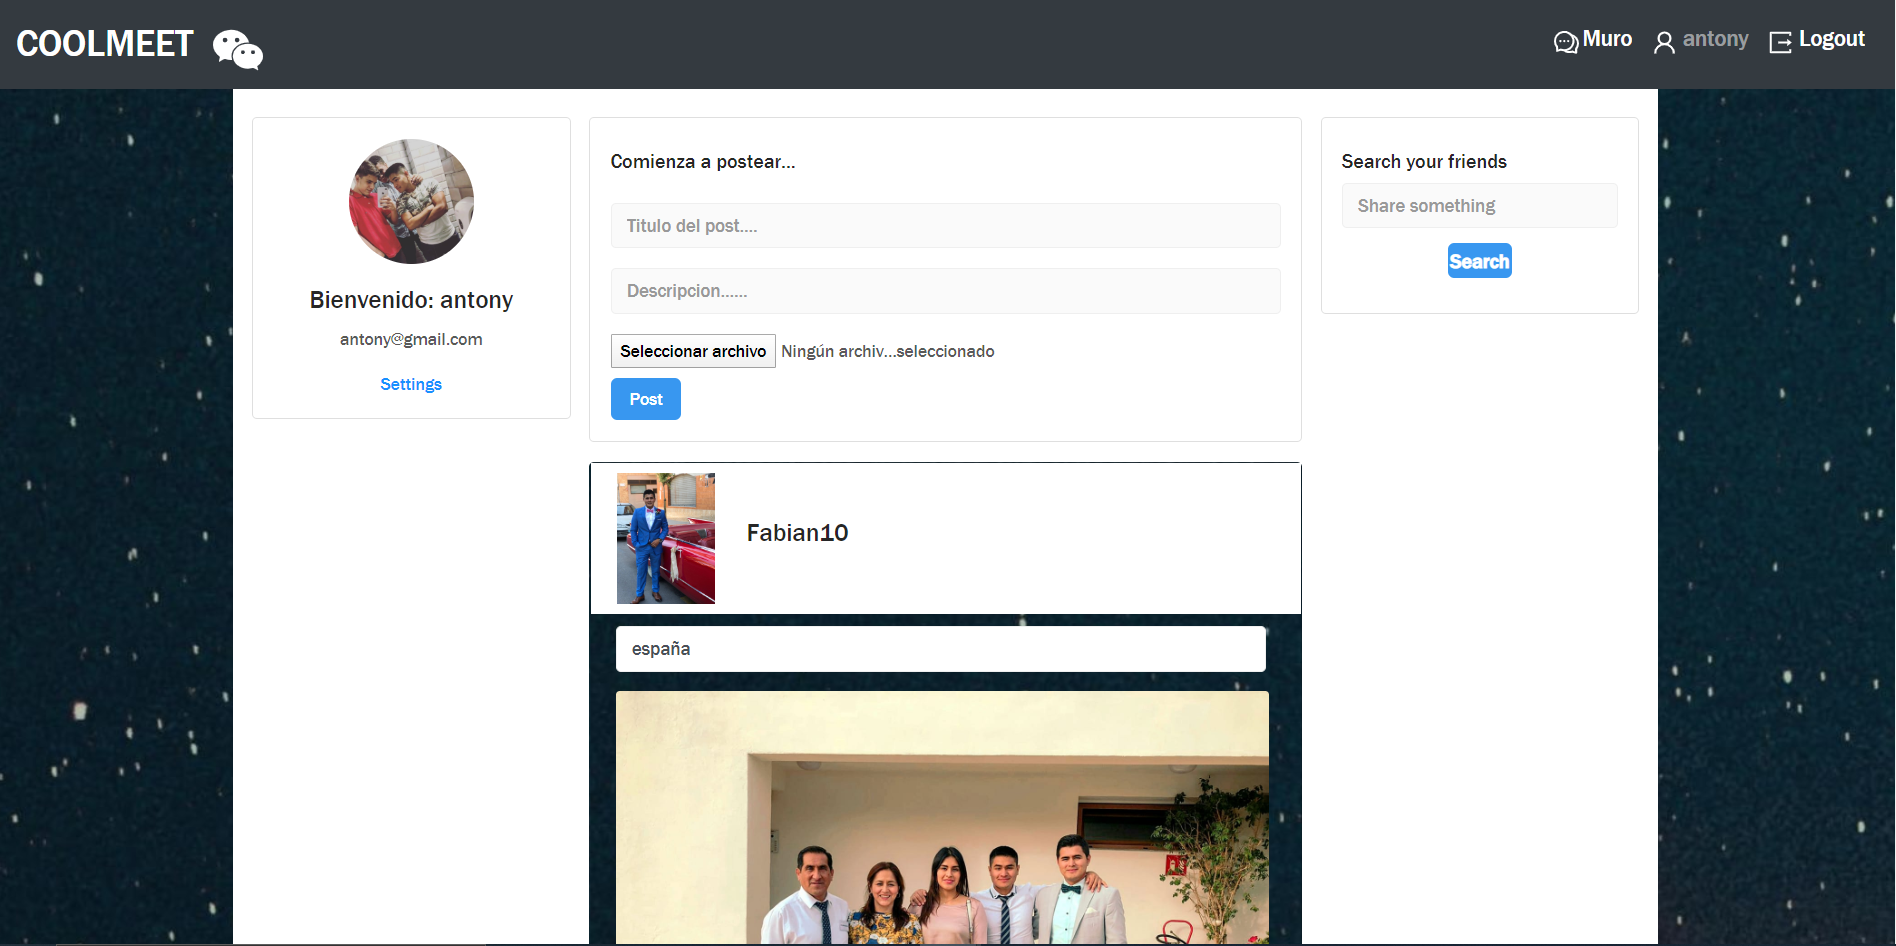 COOLMEET
Muro
antony
Logout
Bienvenido: antony
antony@gmail.com
Settings
Comienza a postear...
Titulo del post....
Descripcion......
Seleccionar archivo Ningún archiv...seleccionado
Post
Search your friends
Share something
Search
Fabian10
españa